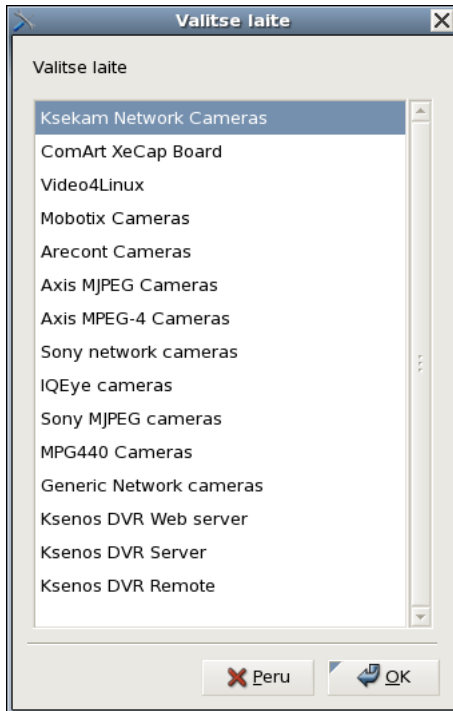 Valitse laite
Valitse laite
Ksekam Network Cameras
ComArt XeCap Board
Video4Linux
Mobotix Cameras
Arecont Cameras
Axis MJPEG Cameras
Axis MPEG-4 Cameras
Sony network cameras
IQEye cameras
Sony MJPEG cameras
MPG440 Cameras
Generic Network cameras
Ksenos DVR Web server
Ksenos DVR Server
Ksenos DVR Remote
Peru OK